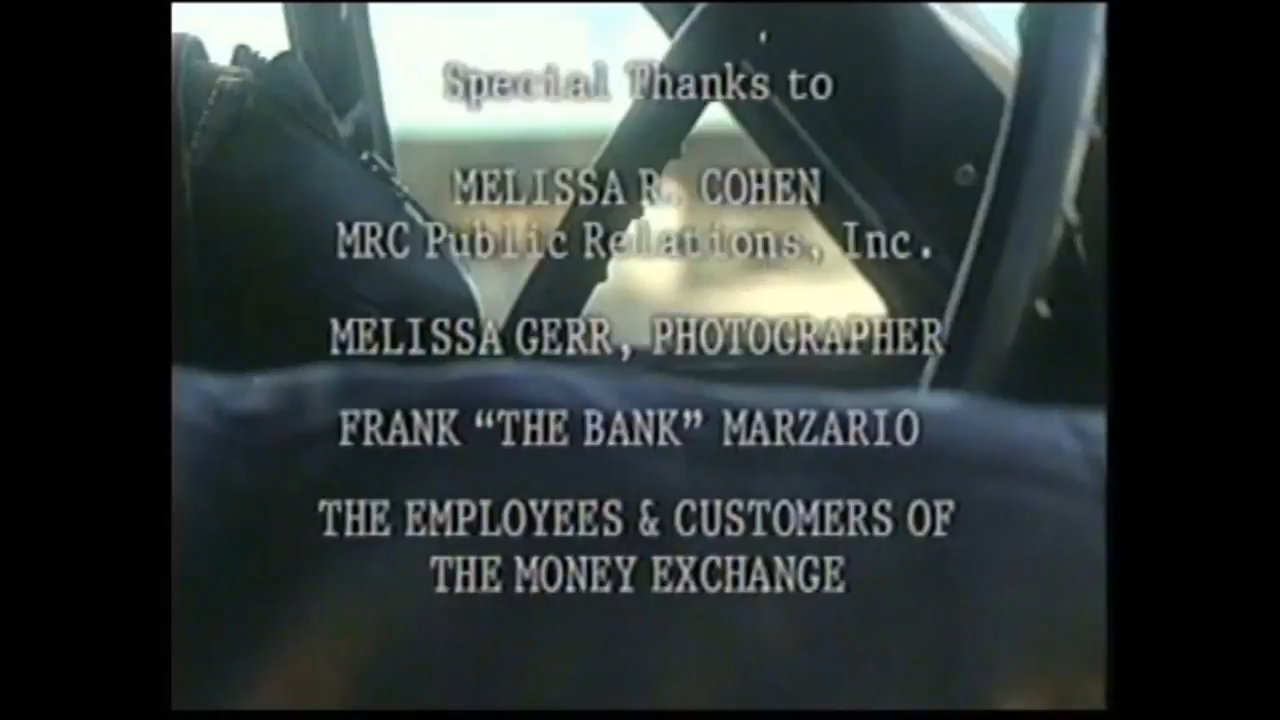 Special Thanks to
MELISSA R. COHEN
MRC Public Relations, Inc.
MELISSA GERR, PHOTOGRAPHER
FRANK “THE BANK” MARZARIO
THE EMPLOYEES & CUSTOMERS OF
THE MONEY EXCHANGE